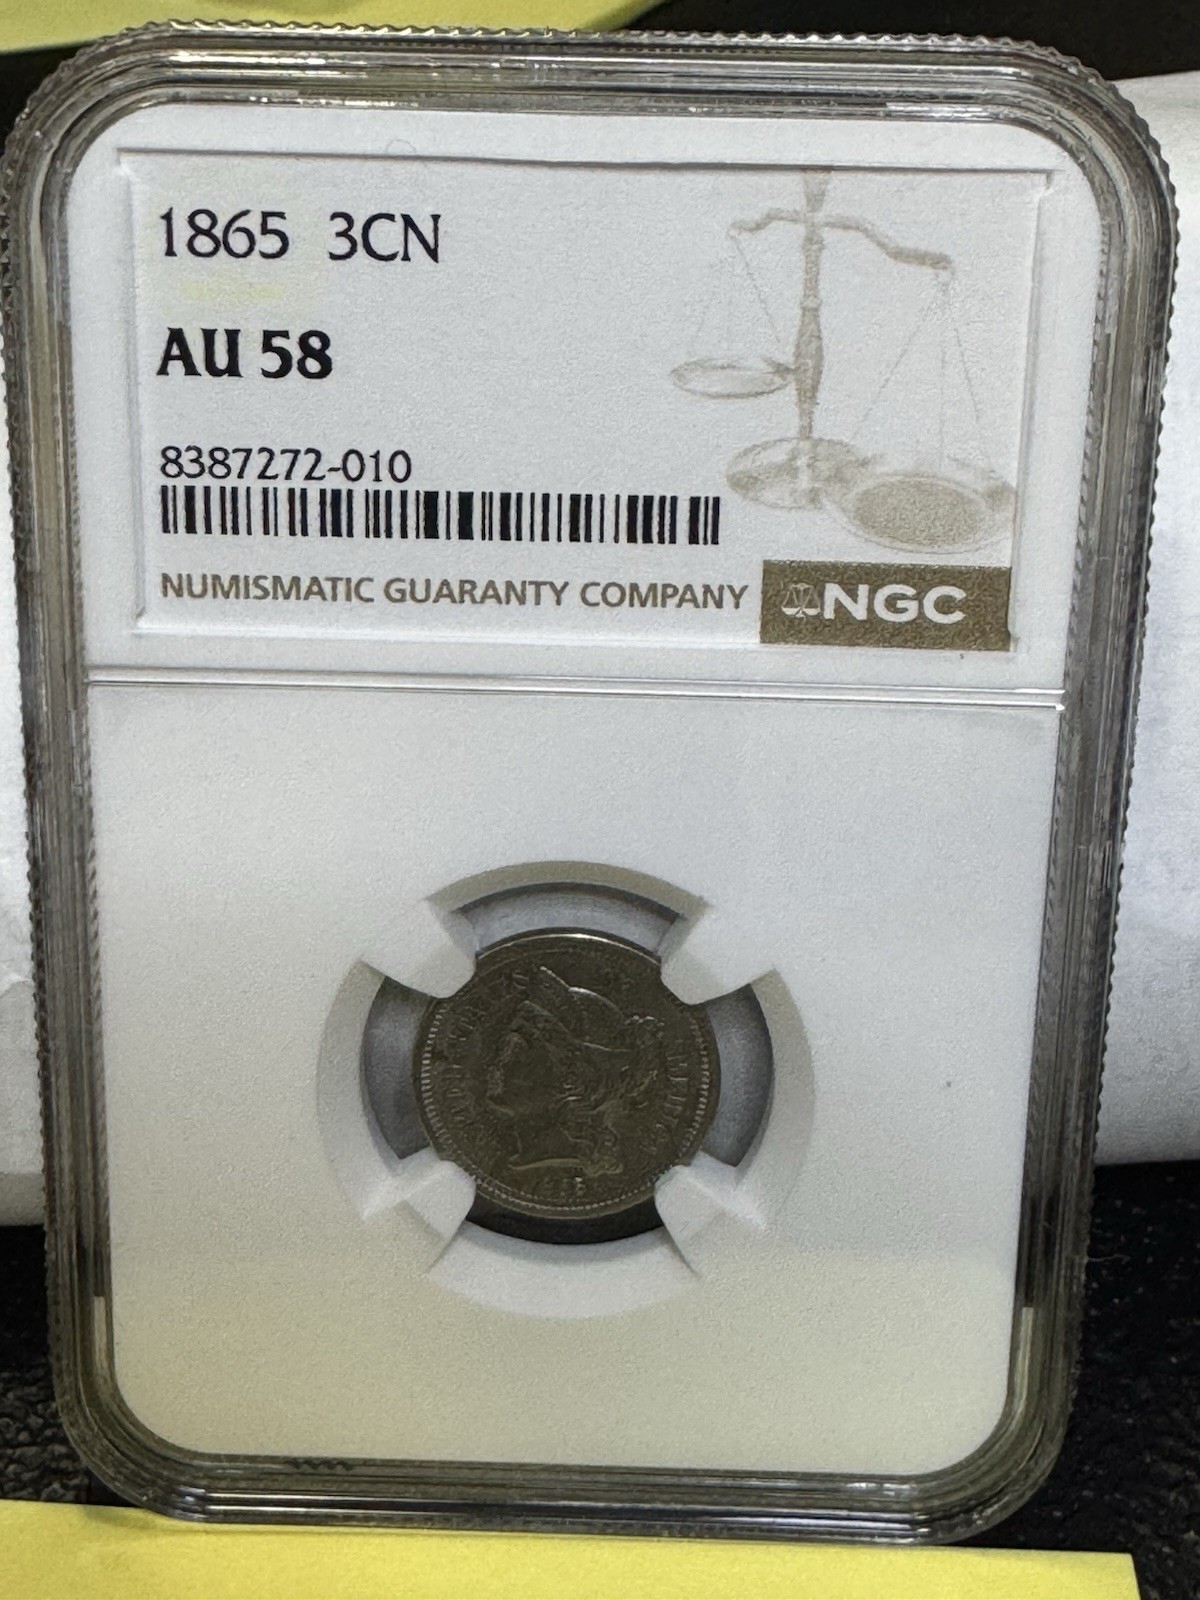 1865 3CN
AU 58
8387272-010
NUMISMATIC GUARANTY COMPANY
NGC